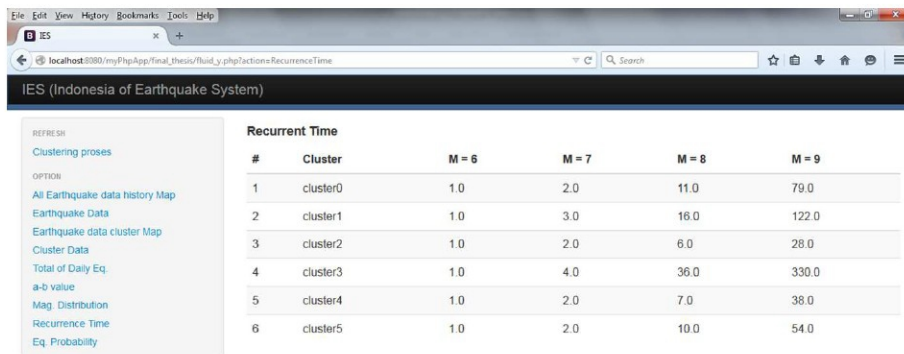 File Edit View History Bookmarks Tools Help
IES
localhost:8080/myPhpApp/final_thesis/fluid_y.php?action=RecurrenceTime
Search
IES (Indonesia of Earthquake System)
REFRESH
Clustering proses
OPTION
All Earthquake data history Map
Earthquake Data
Earthquake data cluster Map
Cluster Data
Total of Daily Eq.
a-b value
Mag. Distribution
Recurrence Time
Eq. Probability
Recurrent Time
# Cluster M = 6 M = 7 M = 8 M = 9
1 cluster0 1.0 2.0 11.0 79.0
2 cluster1 1.0 3.0 16.0 122.0
3 cluster2 1.0 2.0 6.0 28.0
4 cluster3 1.0 4.0 36.0 330.0
5 cluster4 1.0 2.0 7.0 38.0
6 cluster5 1.0 2.0 10.0 54.0